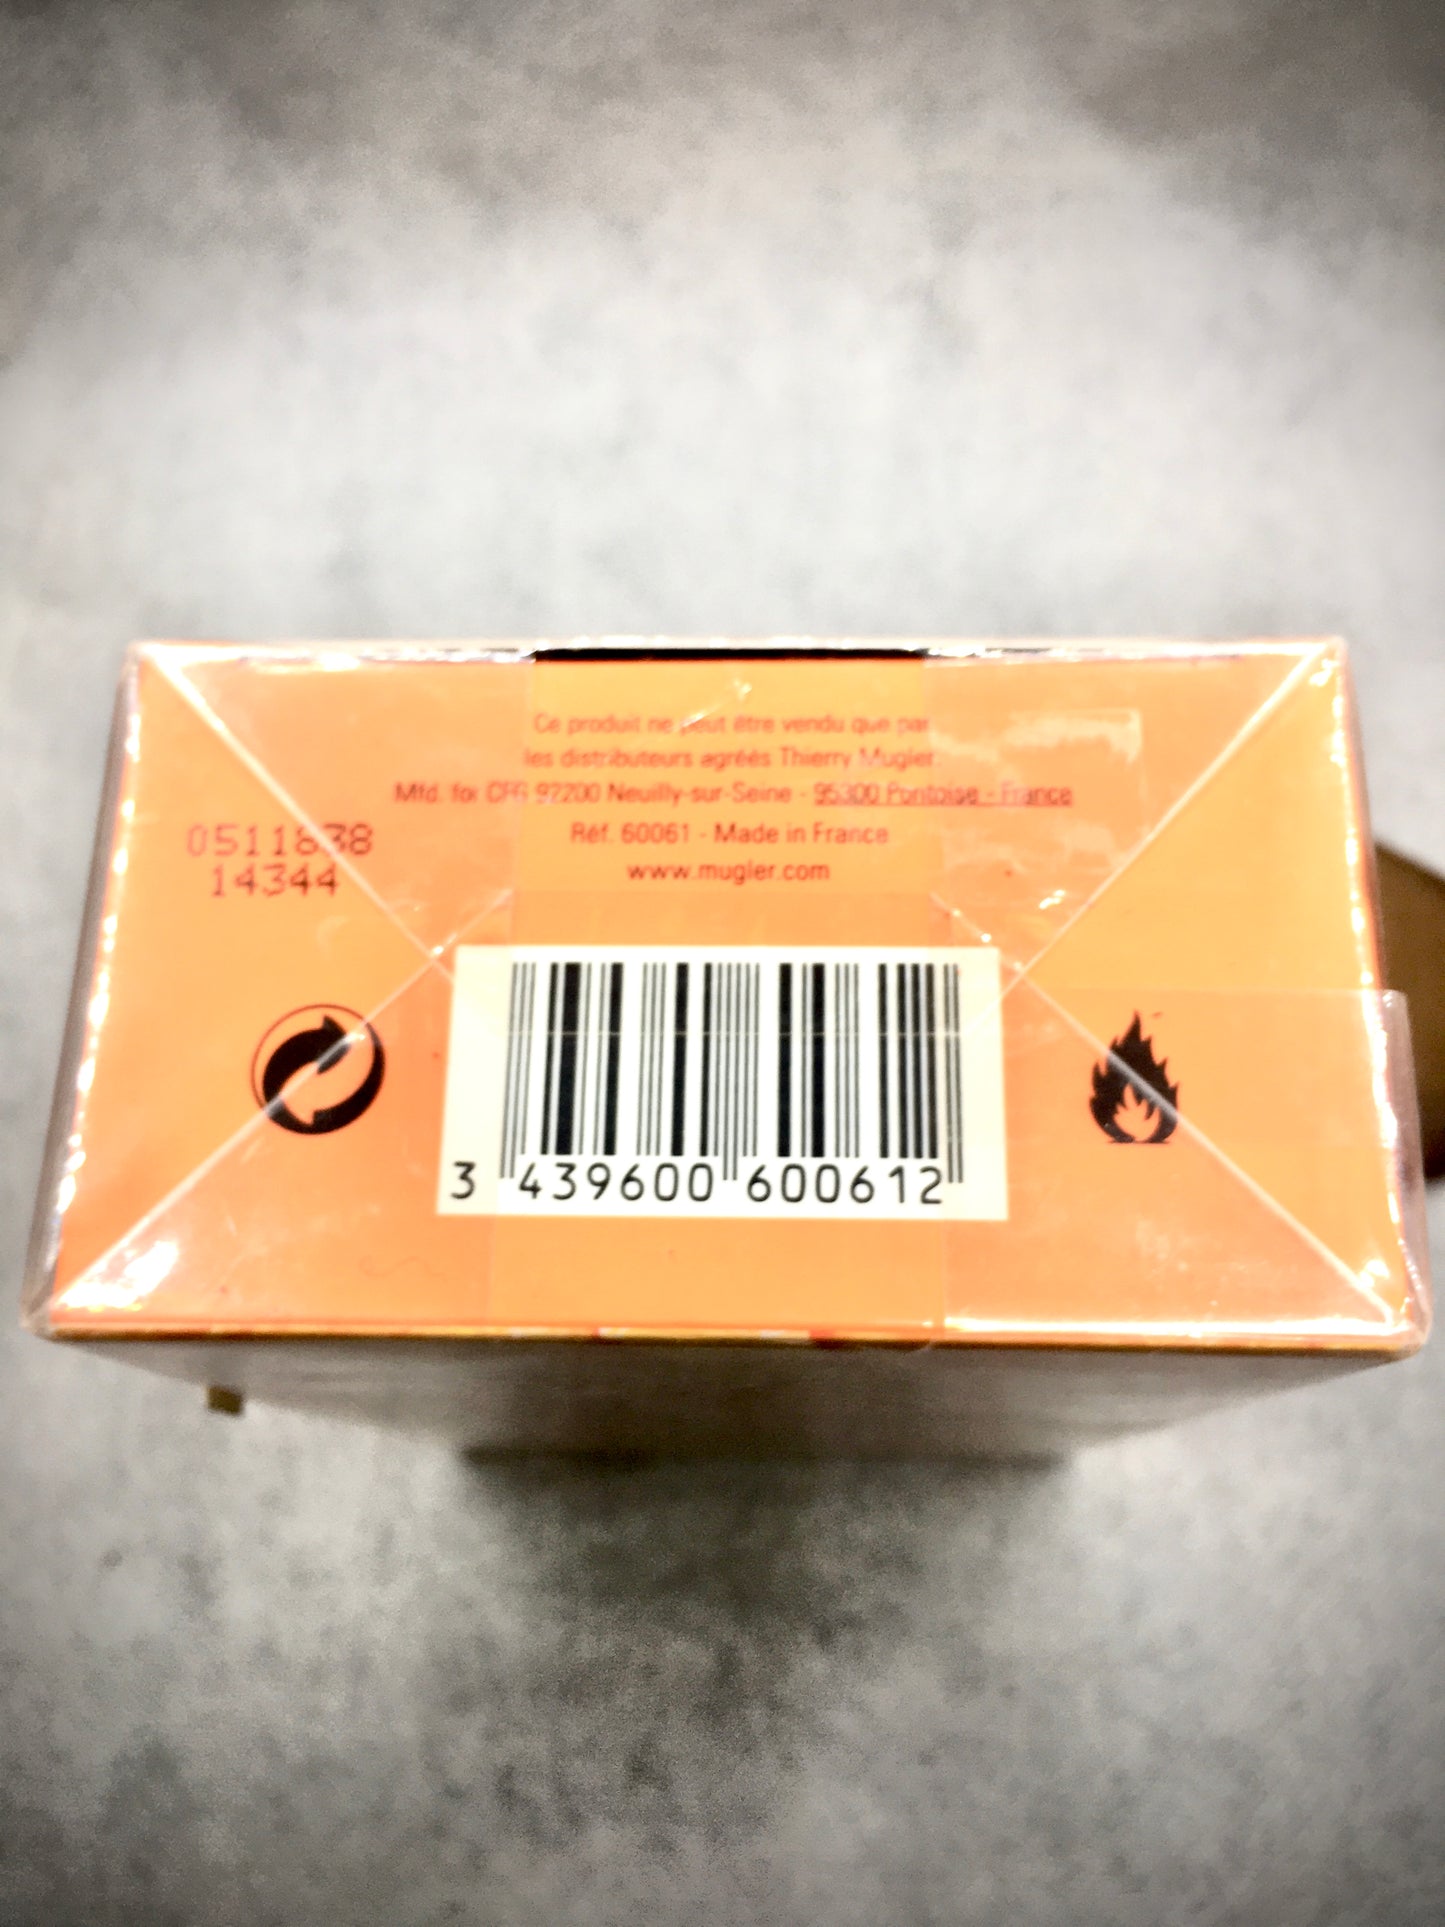 Ce produit ne peut être vendu que par
les distributeurs agréés Thierry Mugler.
Mfd. for CFG 92200 Neuilly-sur-Seine - 95300 Pontoise - France
Réf. 60061 - Made in France
www.mugler.com
0511838
14344
3 439600 600612